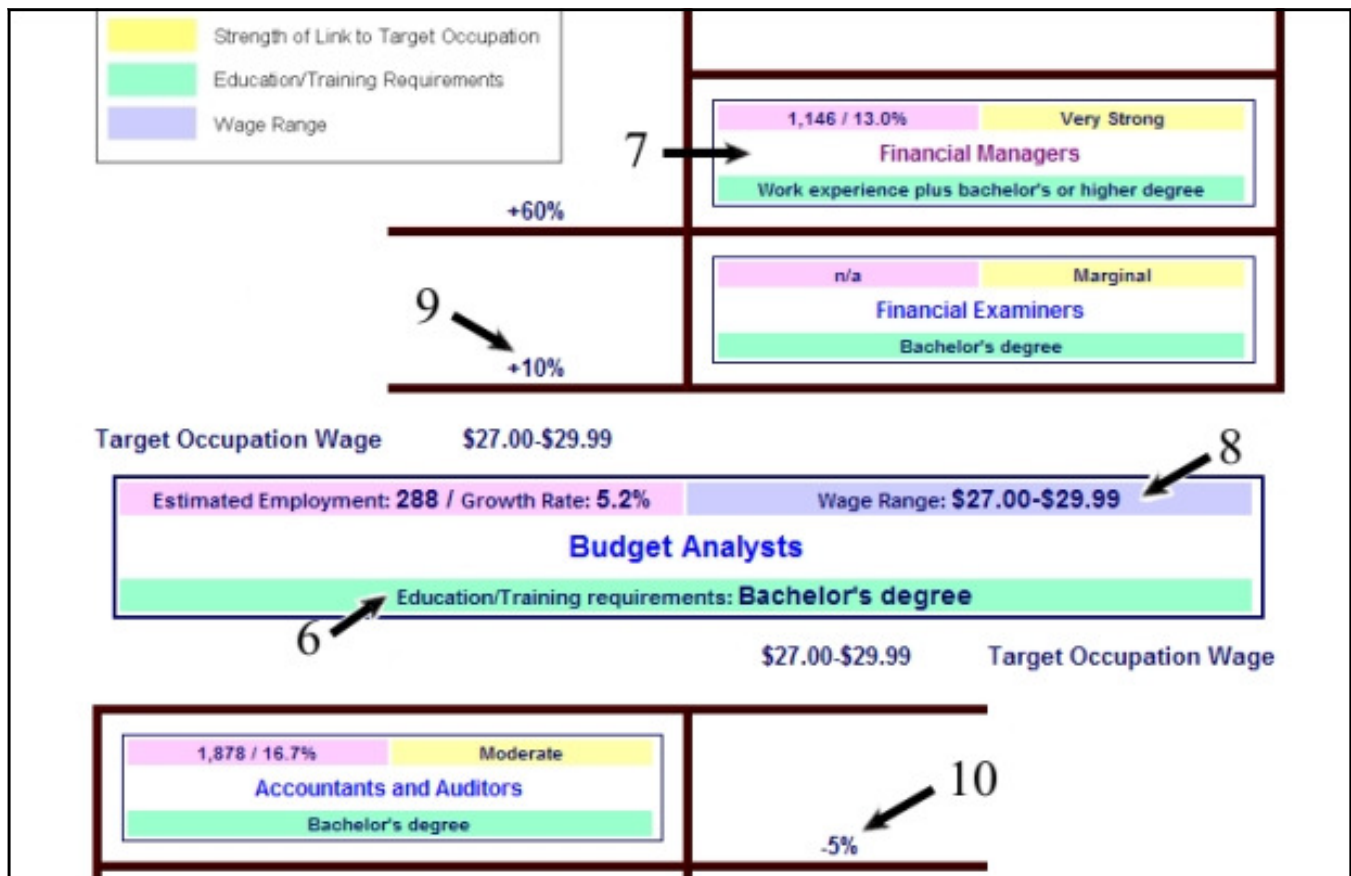 Strength of Link to Target Occupation
Education/Training Requirements
Wage Range
1,146 / 13.0% Very Strong
7
Financial Managers
Work experience plus bachelor's or higher degree
+60%
n/a Marginal
9
Financial Examiners
Bachelor's degree
+10%
Target Occupation Wage $27.00-$29.99
8
Estimated Employment: 288 / Growth Rate: 5.2% Wage Range: $27.00-$29.99
Budget Analysts
Education/Training requirements: Bachelor's degree
6
$27.00-$29.99 Target Occupation Wage
1,878 / 16.7% Moderate
10
Accountants and Auditors
Bachelor's degree
-5%